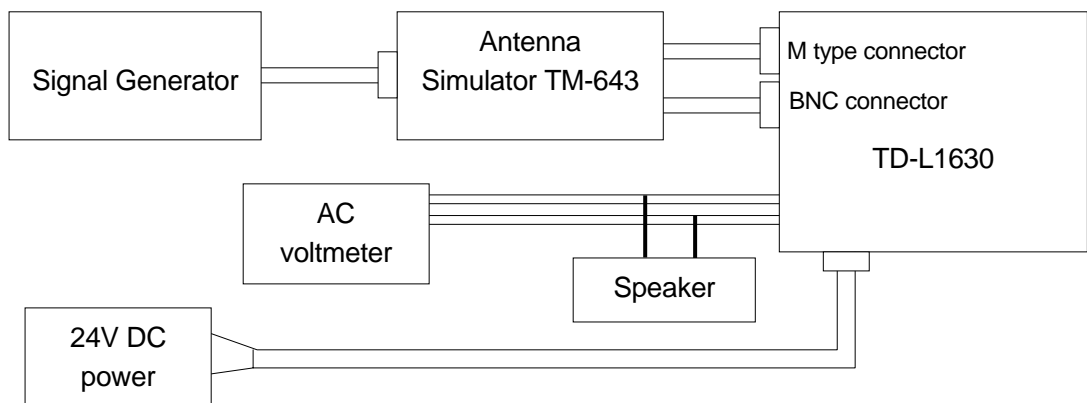 Signal Generator
Antenna
Simulator TM-643
M type connector
BNC connector
TD-L1630
AC
voltmeter
Speaker
24V DC
power